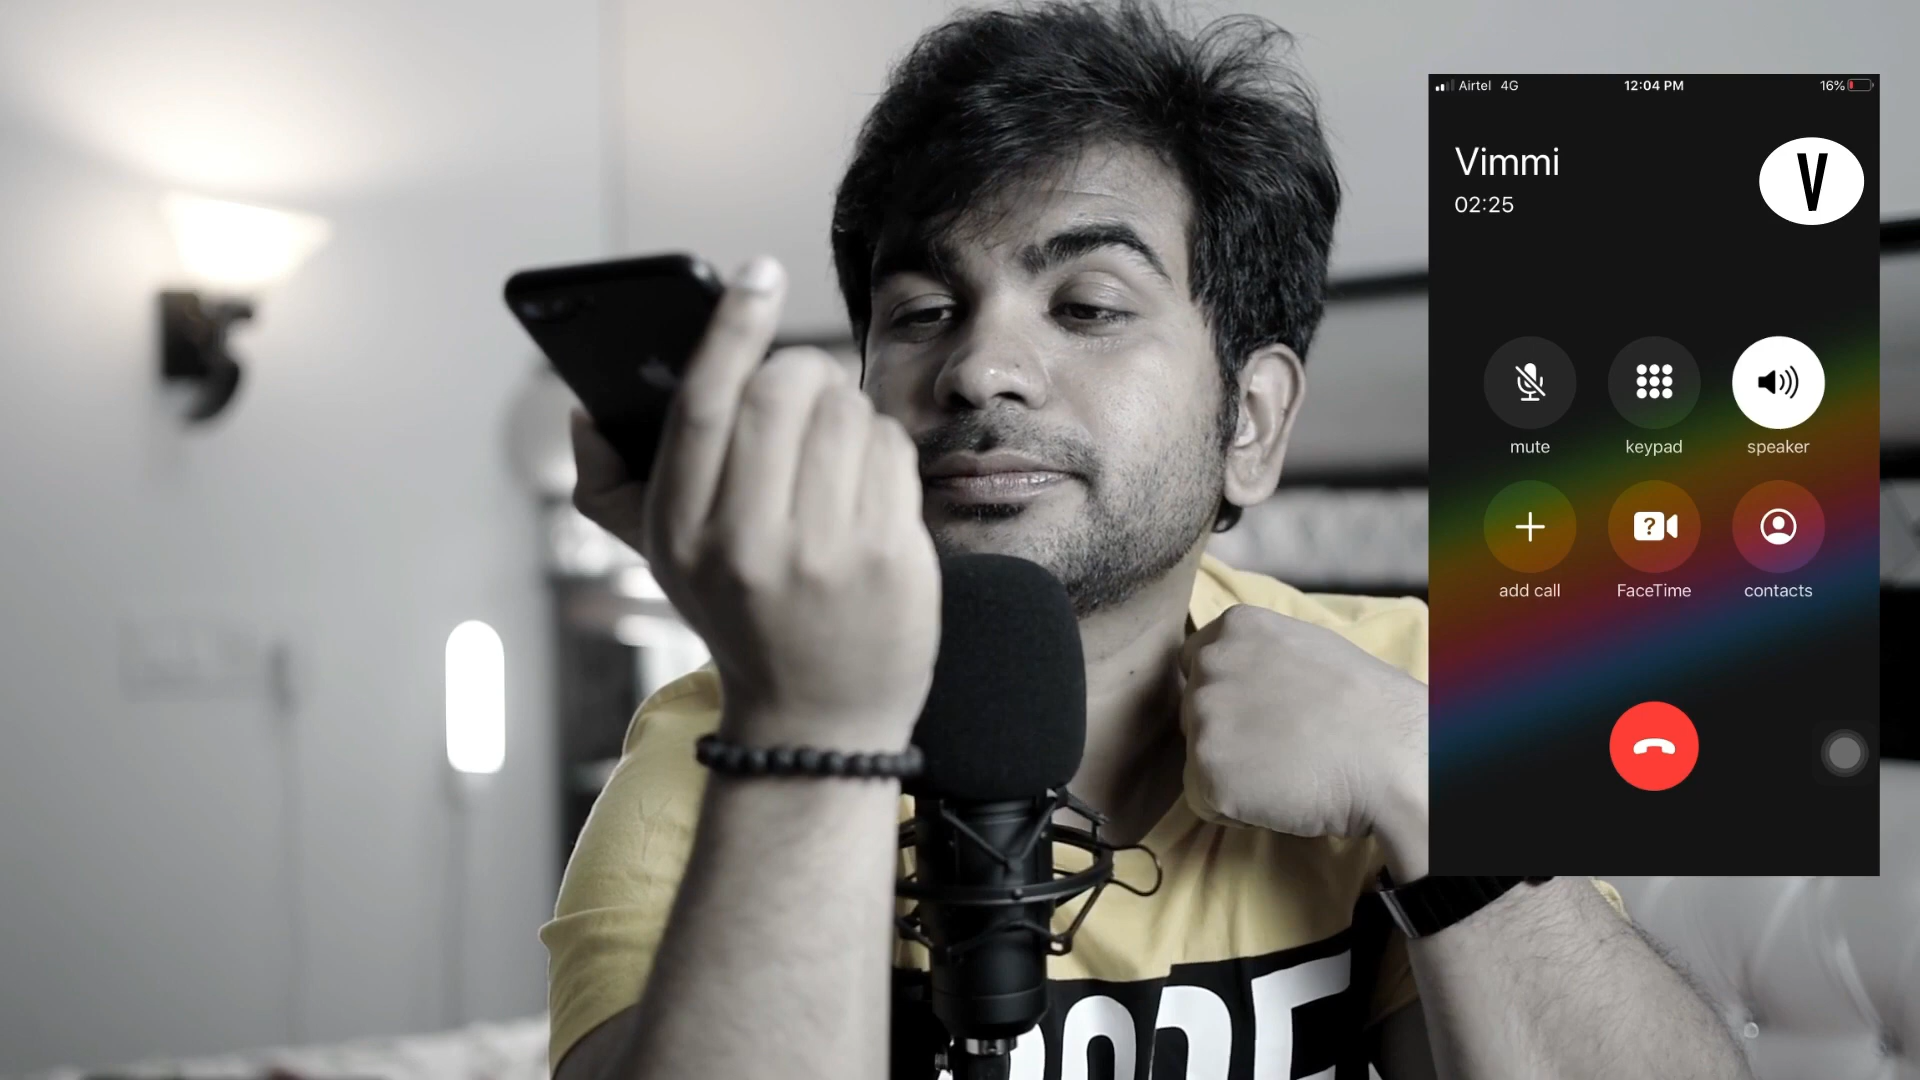 Airtel 4G 12:04 PM 16%
Vimmi
02:25
V
mute keypad speaker
add call FaceTime contacts